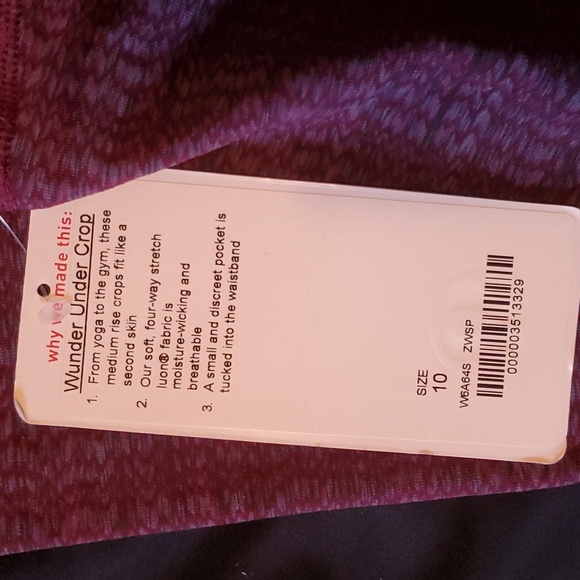 why we made this:
Wunder Under Crop
1. From yoga to the gym, these
medium rise crops fit like a
second skin
2. Our soft, four-way stretch
luon® fabric is
moisture-wicking and
breathable
3. A small and discreet pocket is
tucked into the waistband
SIZE
10
W6A64S ZWSP
000003513329